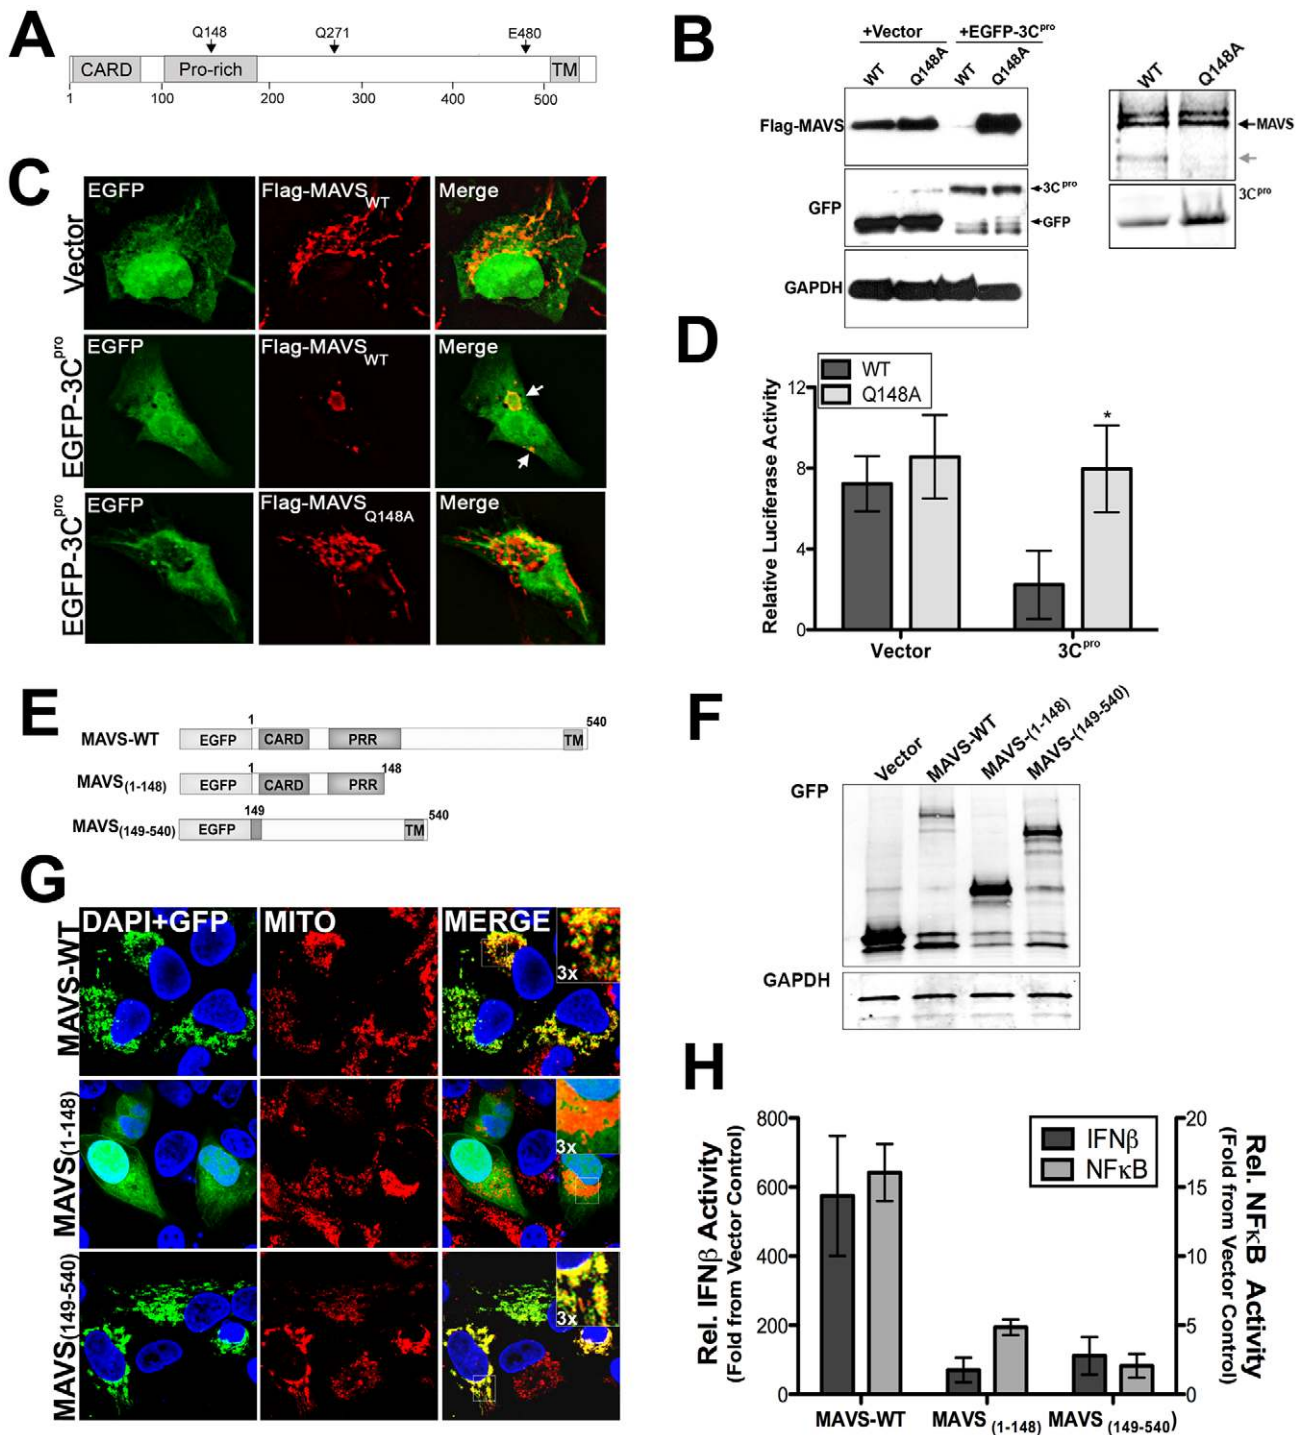 A
Q148 Q271 E480
CARD Pro-rich TM
1 100 200 300 400 500
B
+Vector +EGFP-3Cpro
WT Q148A WT Q148A
Flag-MAVS
GFP
3Cpro
GFP
GAPDH
WT Q148A
MAVS
3Cpro
C
Vector
EGFP Flag-MAVSWT Merge
EGFP-3Cpro
EGFP Flag-MAVSWT Merge
EGFP-3Cpro
EGFP Flag-MAVSQ148A Merge
D
Relative Luciferase Activity
12
8
4
0
WT
Q148A
*
Vector 3Cpro
E
1 540
MAVS-WT EGFP CARD PRR TM
1 148
MAVS(1-148) EGFP CARD PRR
149 540
MAVS(149-540) EGFP TM
F
Vector MAVS-WT MAVS-(1-148) MAVS-(149-540)
GFP
GAPDH
G
DAPI+GFP MITO MERGE
MAVS-WT
3x
MAVS(1-148)
3x
MAVS(149-540)
3x
H
Rel. IFNβ Activity
(Fold from Vector Control)
800
600
400
200
0
IFNβ
NFκB
20
15
10
5
0
Rel. NFκB Activity
(Fold from Vector Control)
MAVS-WT MAVS (1-148) MAVS (149-540)